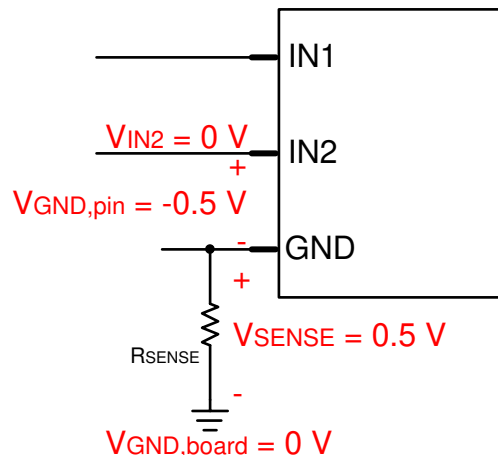 IN1
VIN2 = 0 V
+
IN2
VGND,pin = -0.5 V
-
GND
+
VSENSE = 0.5 V
RSENSE
-
VGND,board = 0 V